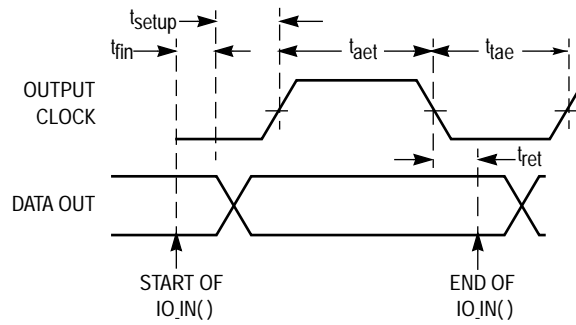 tsetup
tfin
taet
ttae
OUTPUT
CLOCK
tret
DATA OUT
START OF
IO_IN( )
END OF
IO_IN( )